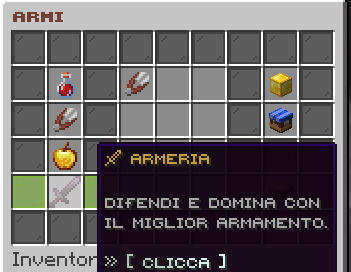 ARMI
ARMERIA
DIFENDI E DOMINA CON
IL MIGLIOR ARMAMENTO.
» [ CLICCA ]
Inventor